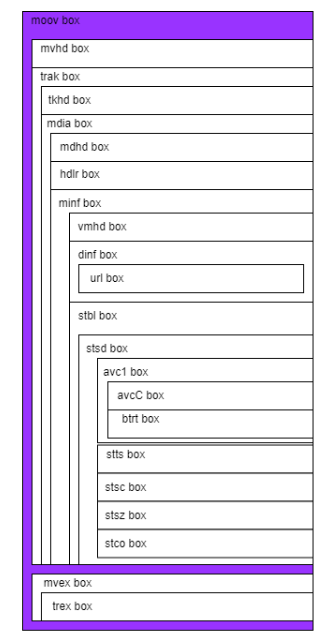 moov box
mvhd box
trak box
tkhd box
mdia box
mdhd box
hdlr box
minf box
vmhd box
dinf box
url box
stbl box
stsd box
avc1 box
avcC box
btrt box
stts box
stsc box
stsz box
stco box
mvex box
trex box